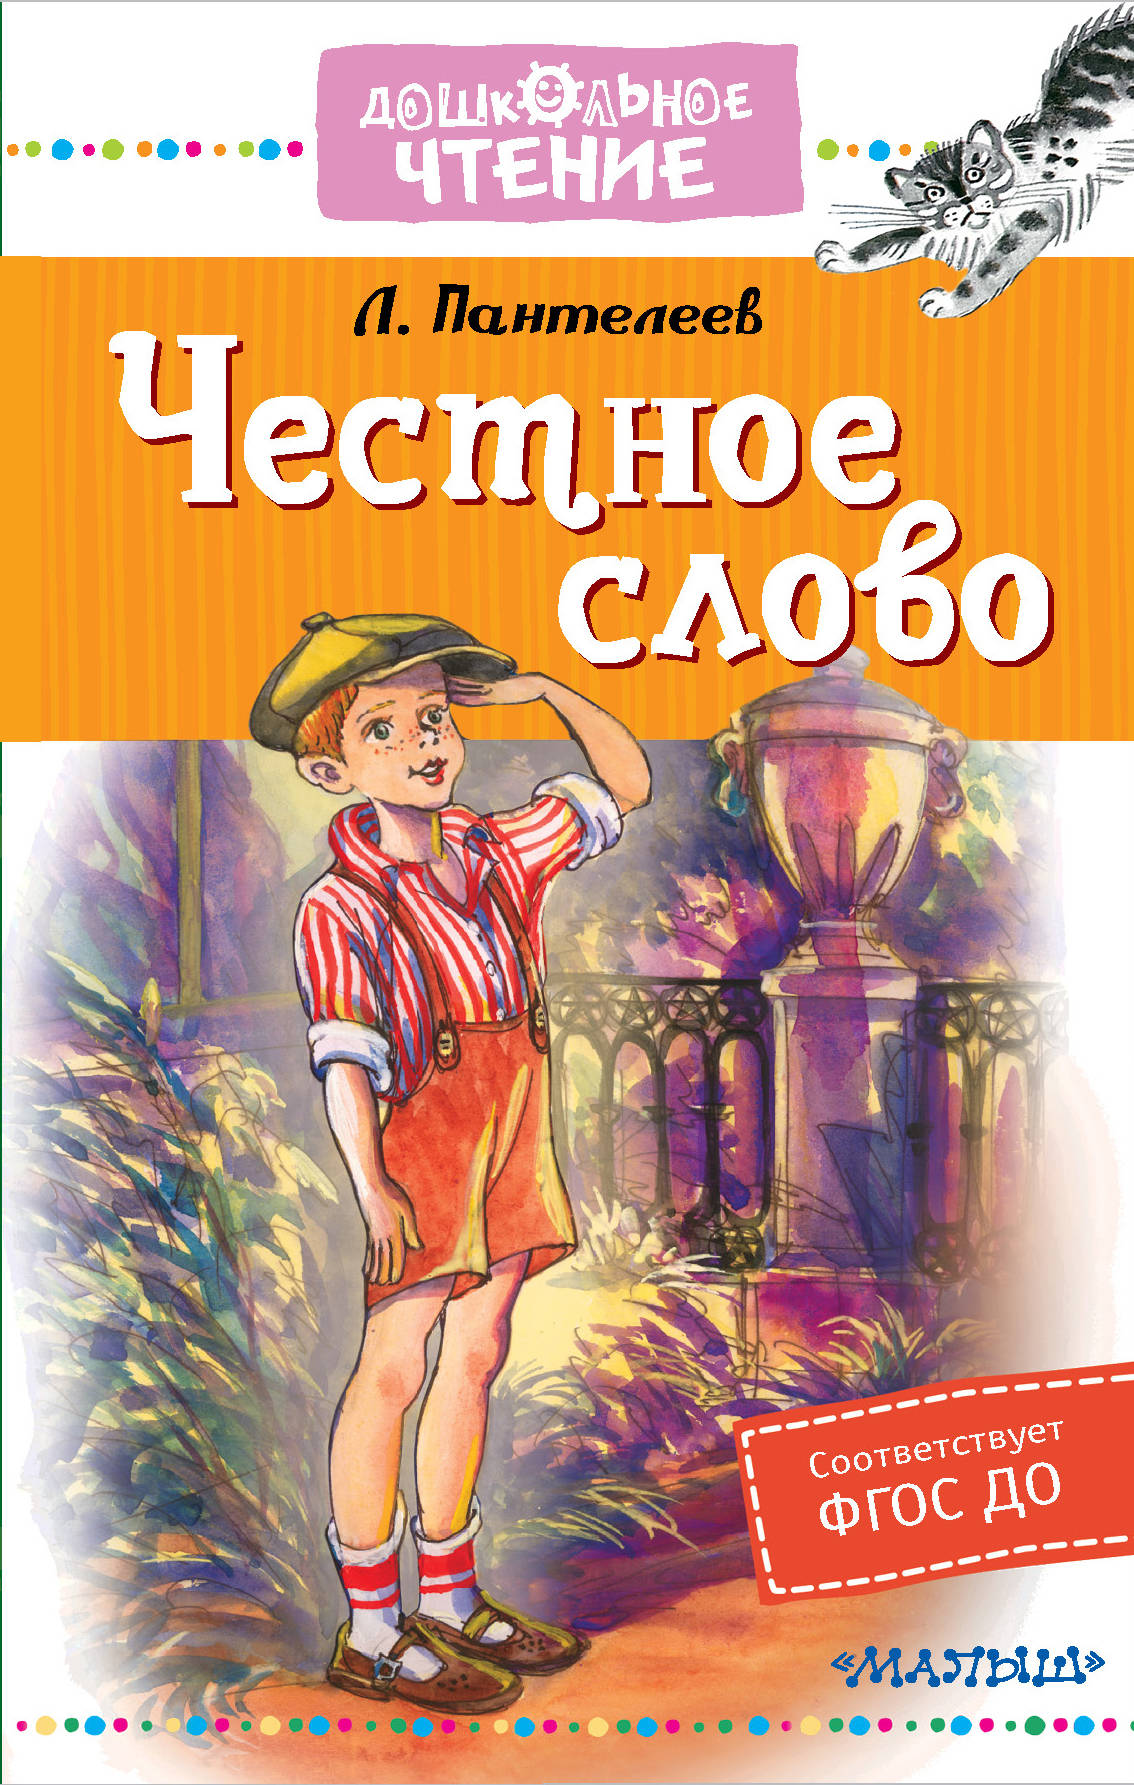 ДОШКОЛЬНОЕ
ЧТЕНИЕ
Л. Пантелеев
Честное
слово
Соответствует
ФГОС ДО
«МАЛЫШ»